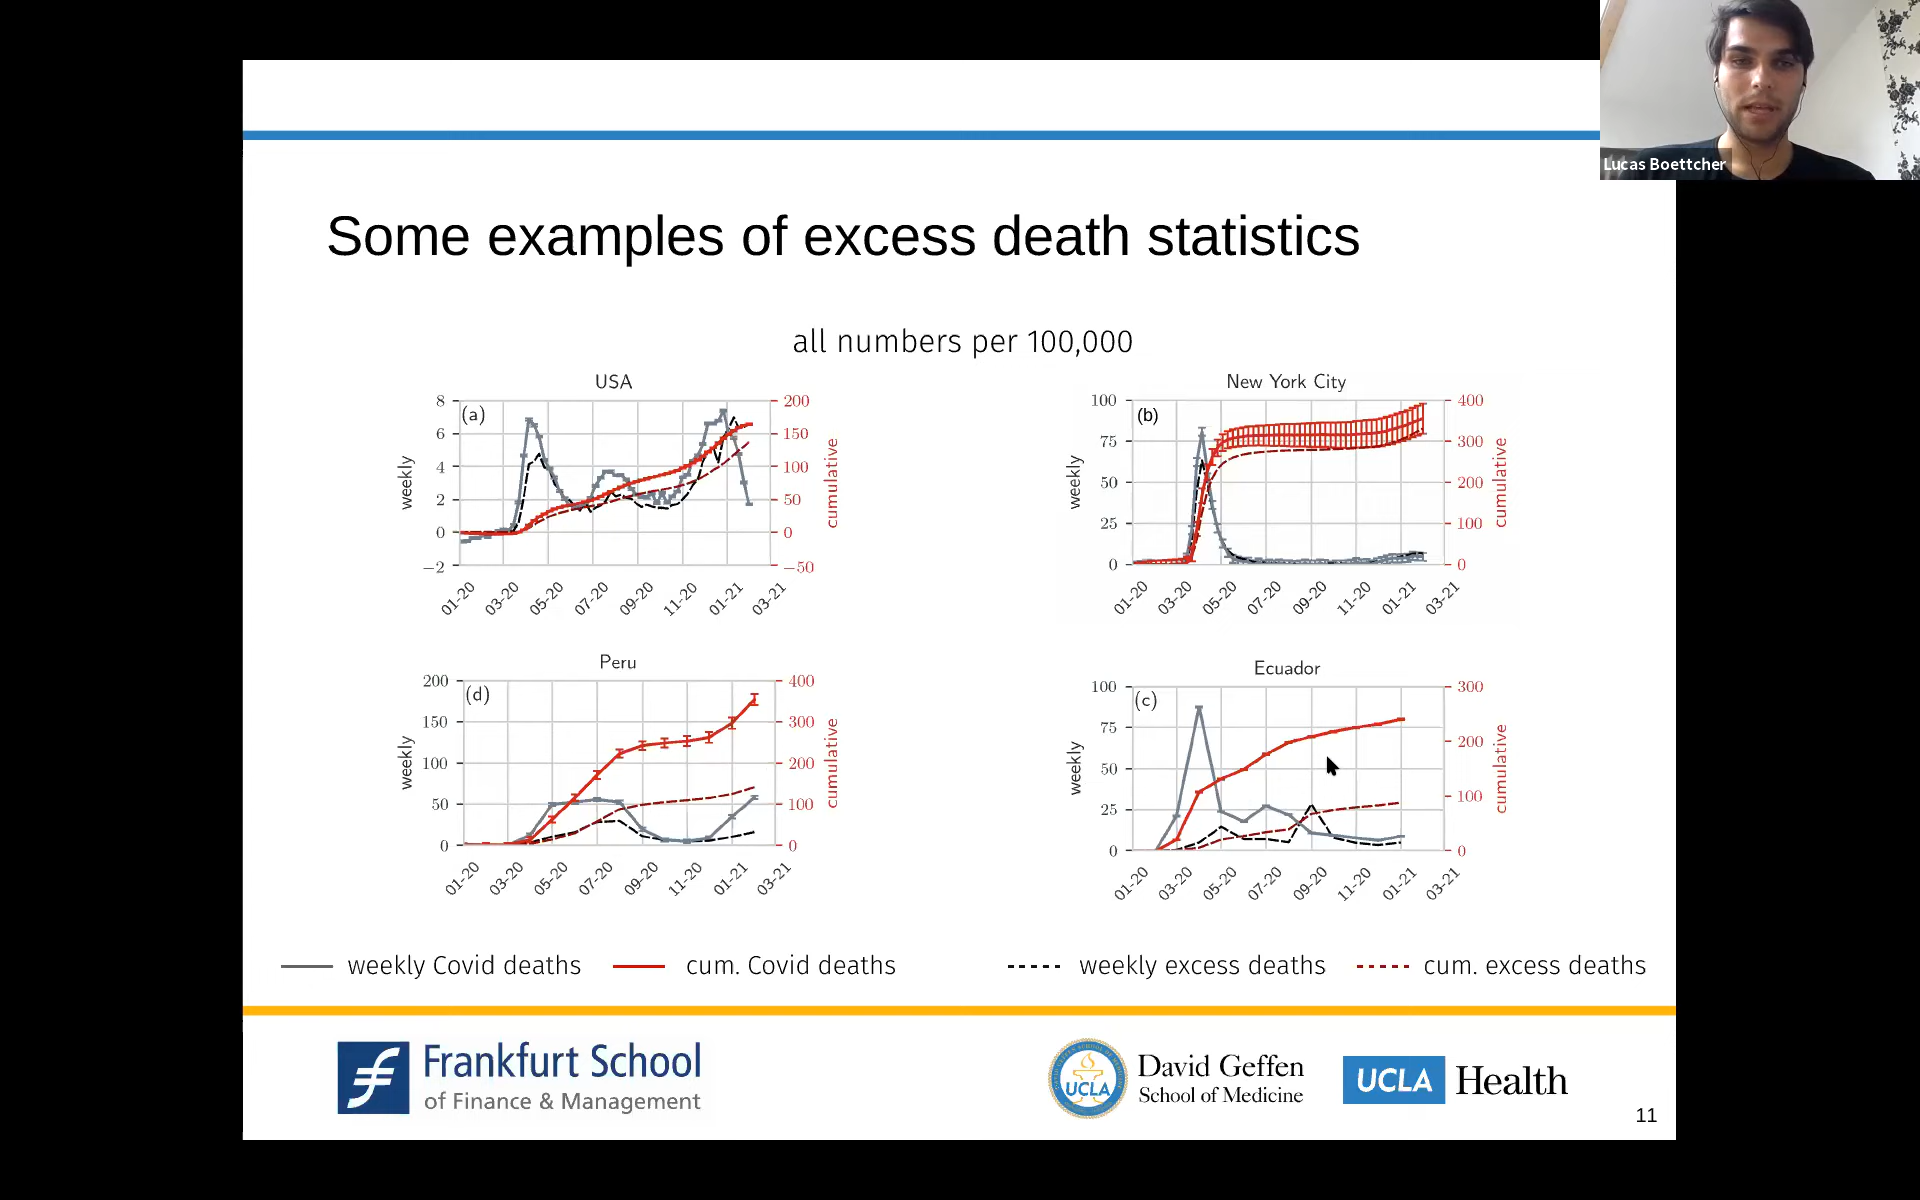 Lucas Boettcher
Some examples of excess death statistics
all numbers per 100,000
USA
(a)
8
6
4
2
0
−2
weekly
200
150
100
50
0
−50
cumulative
01-20 03-20 05-20 07-20 09-20 11-20 01-21 03-21
New York City
(b)
100
75
50
25
0
weekly
400
300
200
100
0
cumulative
01-20 03-20 05-20 07-20 09-20 11-20 01-21 03-21
Peru
(d)
200
150
100
50
0
weekly
400
300
200
100
0
cumulative
01-20 03-20 05-20 07-20 09-20 11-20 01-21 03-21
Ecuador
(c)
100
75
50
25
0
weekly
300
200
100
0
cumulative
01-20 03-20 05-20 07-20 09-20 11-20 01-21 03-21
weekly Covid deaths cum. Covid deaths weekly excess deaths cum. excess deaths
Frankfurt School
of Finance & Management
UCLA
David Geffen
School of Medicine
UCLA Health
11